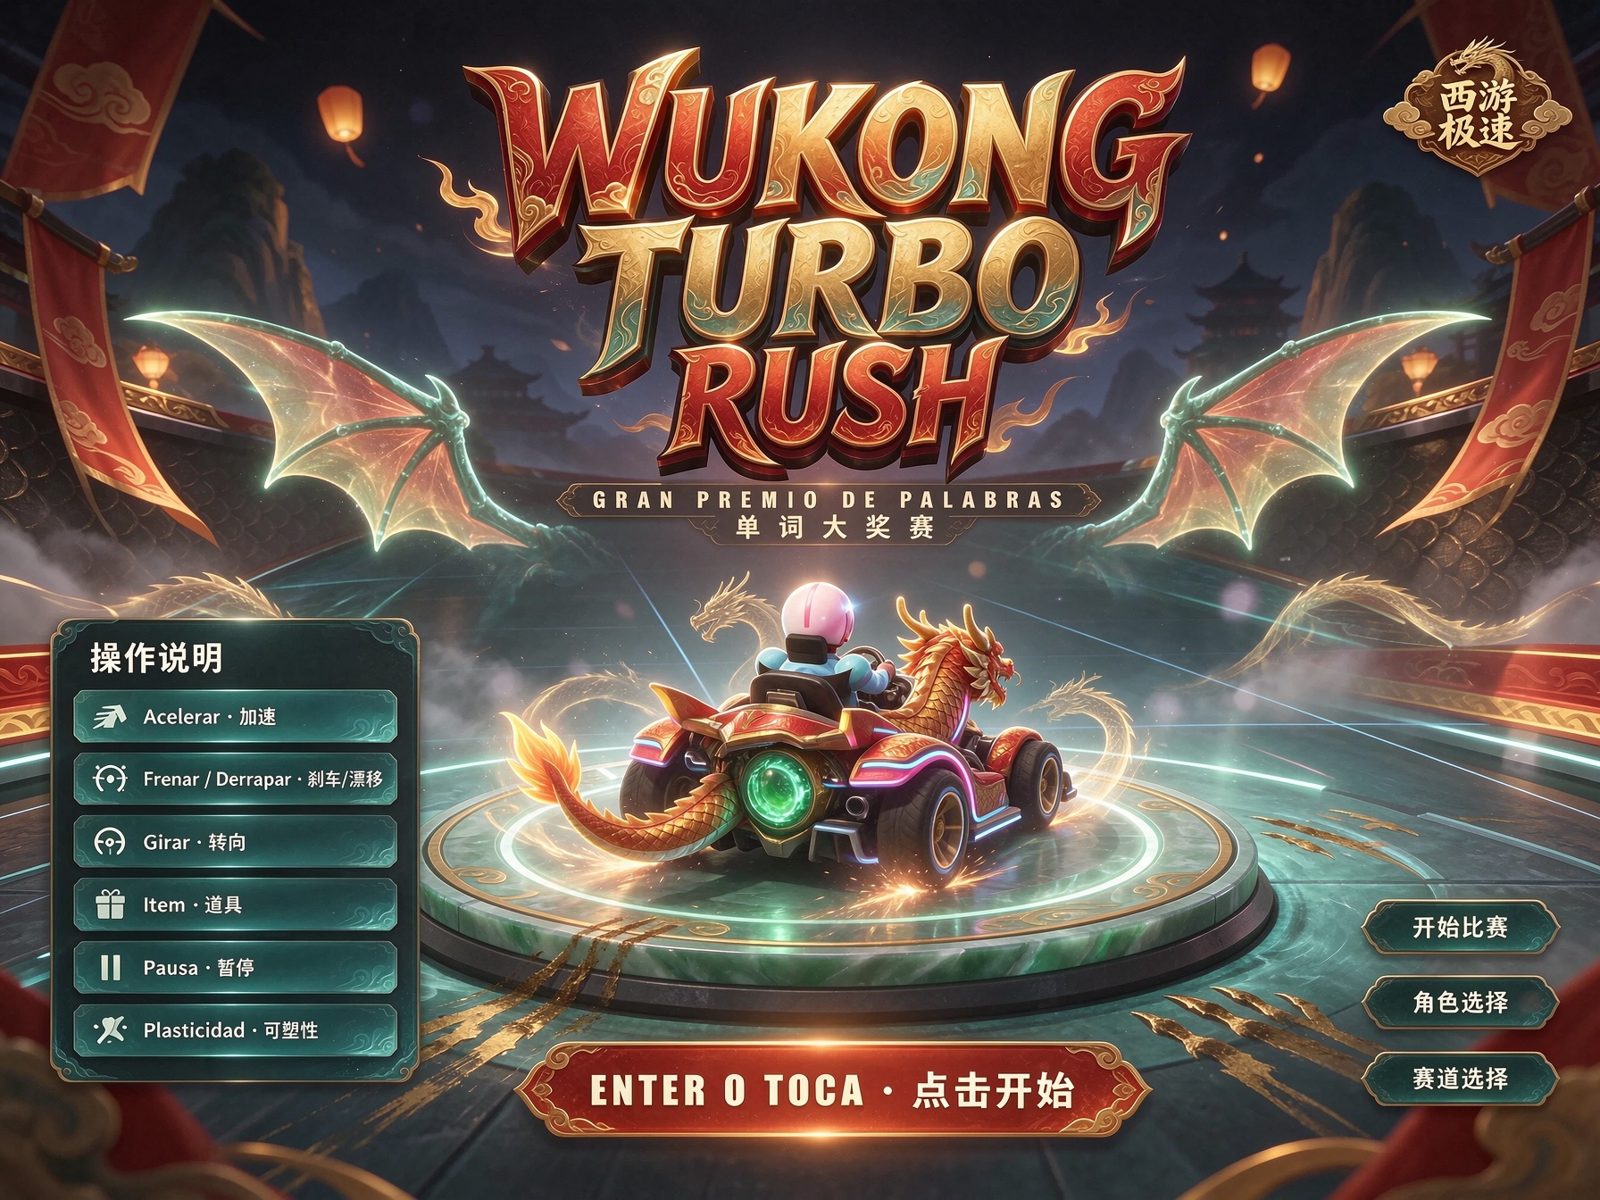 WUKONG
TURBO
RUSH
西游
极速
GRAN PREMIO DE PALABRAS
单词大奖赛
操作说明
Acelerar · 加速
Frenar / Derrapar · 刹车/漂移
Girar · 转向
Item · 道具
Pausa · 暂停
Plasticidad · 可塑性
开始比赛
角色选择
赛道选择
ENTER O TOCA · 点击开始